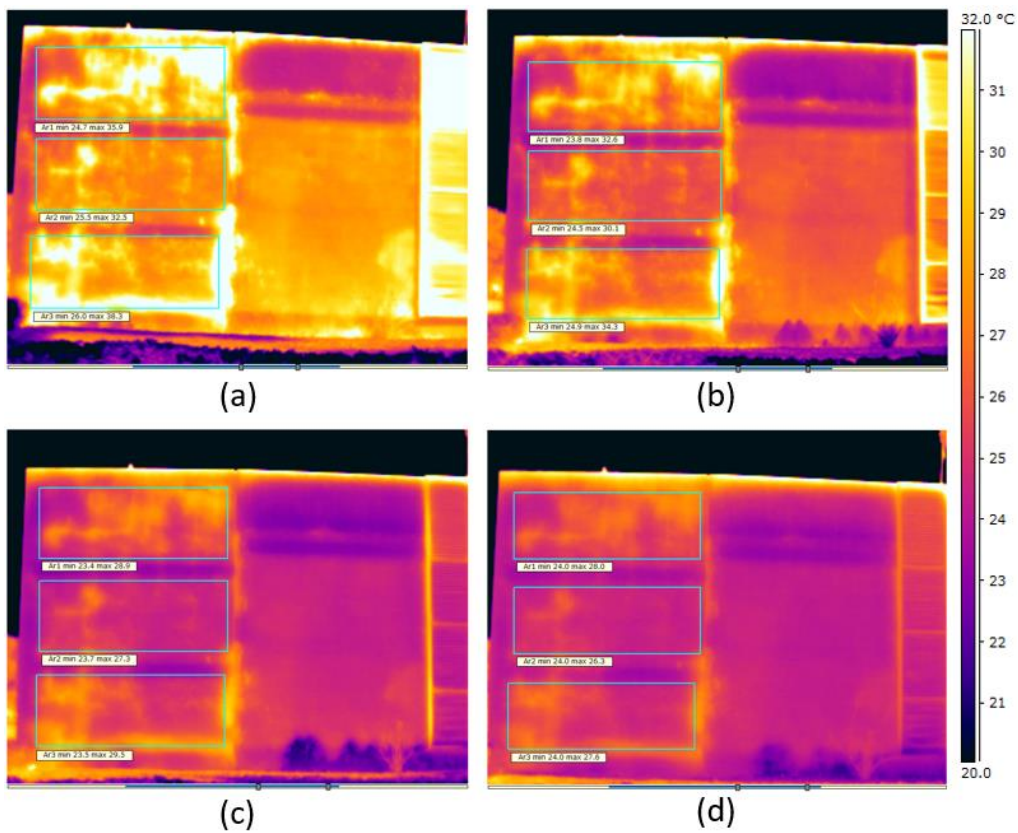 32.0 °C
31
30
29
28
27
26
25
24
23
22
21
20.0
Ar1 min 24.7 max 35.9
Ar2 min 25.5 max 32.5
Ar3 min 26.0 max 38.3
(a)
Ar1 min 23.8 max 32.6
Ar2 min 24.5 max 30.1
Ar3 min 24.9 max 34.3
(b)
Ar1 min 23.4 max 28.9
Ar2 min 23.7 max 27.3
Ar3 min 23.5 max 29.5
(c)
Ar1 min 24.0 max 28.0
Ar2 min 24.0 max 26.3
Ar3 min 24.0 max 27.6
(d)